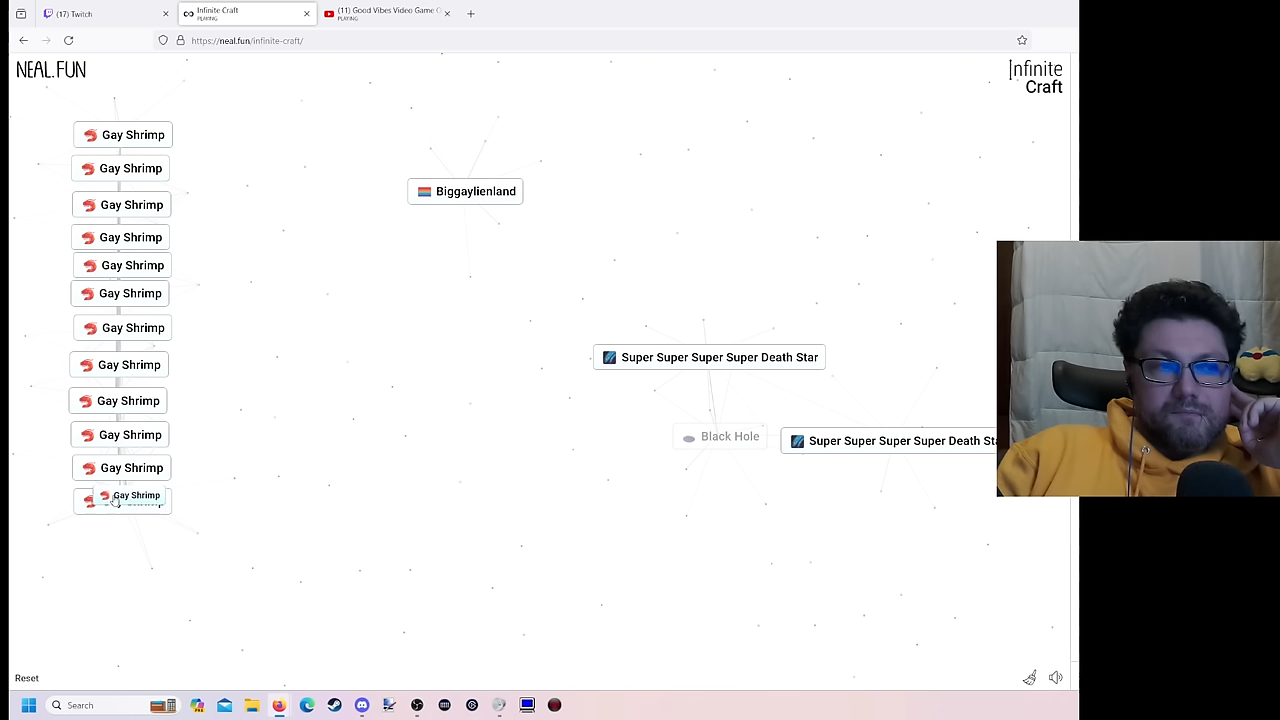 (17) Twitch
Infinite Craft
PLAYING
(11) Good Vibes Video Game
PLAYING
https://neal.fun/infinite-craft/
NEAL.FUN
Infinite
Craft
Gay Shrimp
Gay Shrimp
Biggaylienland
Gay Shrimp
Gay Shrimp
Gay Shrimp
Gay Shrimp
Gay Shrimp
Super Super Super Super Death Star
Gay Shrimp
Gay Shrimp
Gay Shrimp
Black Hole
Super Super Super Super Death
Gay Shrimp
Gay Shrimp
Reset
Search